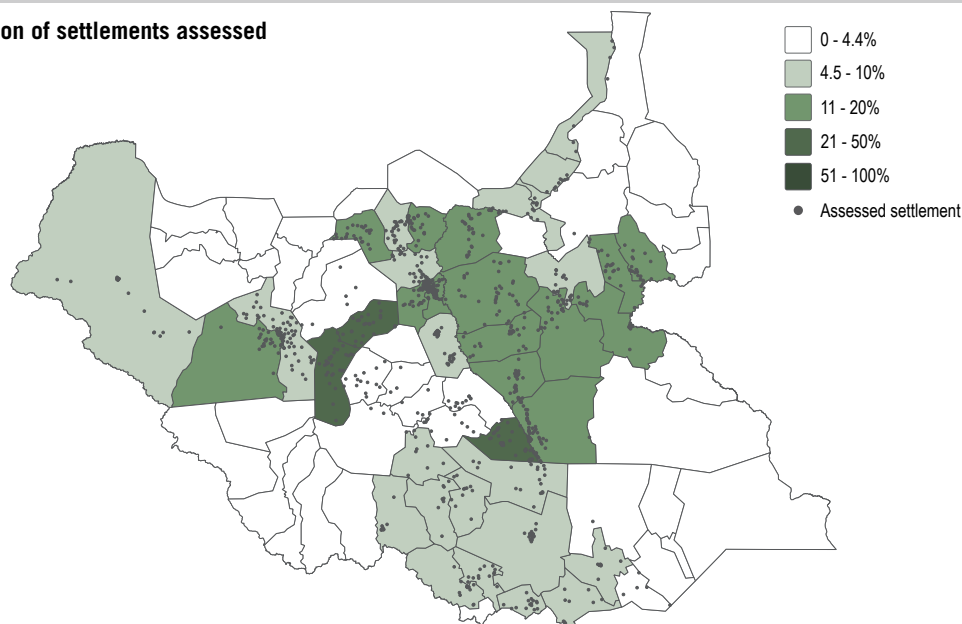 on of settlements assessed
0 - 4.4%
4.5 - 10%
11 - 20%
21 - 50%
51 - 100%
Assessed settlement